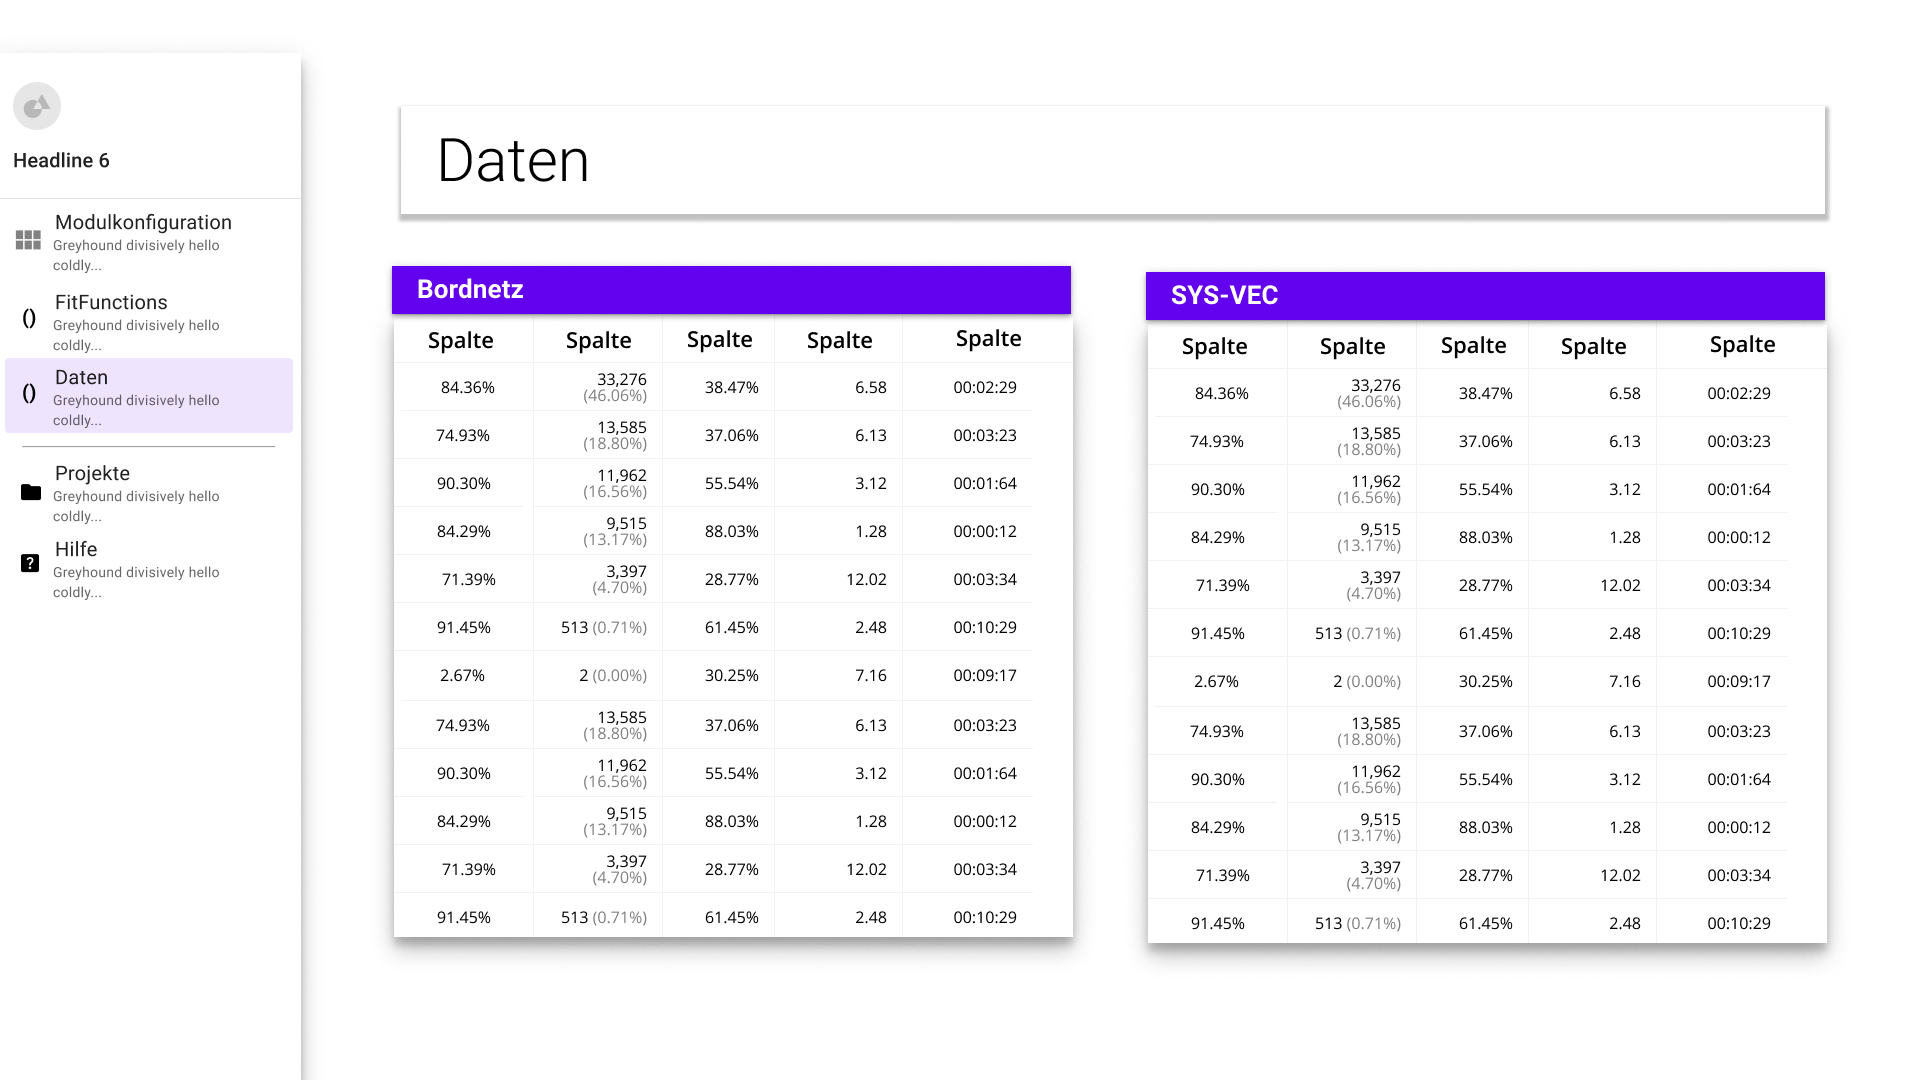 Headline 6
Modulkonfiguration
Greyhound divisively hello
coldly...
()
FitFunctions
Greyhound divisively hello
coldly...
()
Daten
Greyhound divisively hello
coldly...
Projekte
Greyhound divisively hello
coldly...
?
Hilfe
Greyhound divisively hello
coldly...
Daten
Bordnetz
Spalte Spalte Spalte Spalte Spalte
84.36% 33,276 (46.06%) 38.47% 6.58 00:02:29
74.93% 13,585 (18.80%) 37.06% 6.13 00:03:23
90.30% 11,962 (16.56%) 55.54% 3.12 00:01:64
84.29% 9,515 (13.17%) 88.03% 1.28 00:00:12
71.39% 3,397 (4.70%) 28.77% 12.02 00:03:34
91.45% 513 (0.71%) 61.45% 2.48 00:10:29
2.67% 2 (0.00%) 30.25% 7.16 00:09:17
74.93% 13,585 (18.80%) 37.06% 6.13 00:03:23
90.30% 11,962 (16.56%) 55.54% 3.12 00:01:64
84.29% 9,515 (13.17%) 88.03% 1.28 00:00:12
71.39% 3,397 (4.70%) 28.77% 12.02 00:03:34
91.45% 513 (0.71%) 61.45% 2.48 00:10:29
SYS-VEC
Spalte Spalte Spalte Spalte Spalte
84.36% 33,276 (46.06%) 38.47% 6.58 00:02:29
74.93% 13,585 (18.80%) 37.06% 6.13 00:03:23
90.30% 11,962 (16.56%) 55.54% 3.12 00:01:64
84.29% 9,515 (13.17%) 88.03% 1.28 00:00:12
71.39% 3,397 (4.70%) 28.77% 12.02 00:03:34
91.45% 513 (0.71%) 61.45% 2.48 00:10:29
2.67% 2 (0.00%) 30.25% 7.16 00:09:17
74.93% 13,585 (18.80%) 37.06% 6.13 00:03:23
90.30% 11,962 (16.56%) 55.54% 3.12 00:01:64
84.29% 9,515 (13.17%) 88.03% 1.28 00:00:12
71.39% 3,397 (4.70%) 28.77% 12.02 00:03:34
91.45% 513 (0.71%) 61.45% 2.48 00:10:29